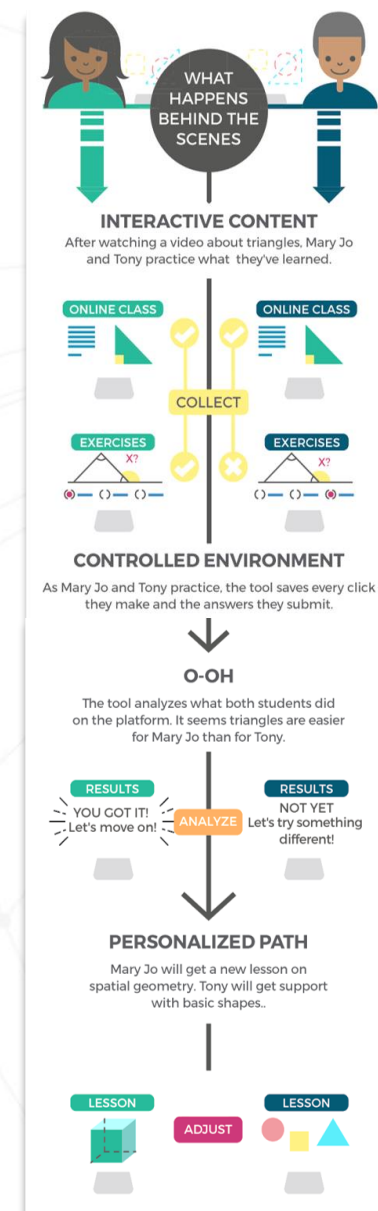 WHAT
HAPPENS
BEHIND THE
SCENES
INTERACTIVE CONTENT
After watching a video about triangles, Mary Jo
and Tony practice what they've learned.
ONLINE CLASS
ONLINE CLASS
COLLECT
EXERCISES
EXERCISES
X?
X?
CONTROLLED ENVIRONMENT
As Mary Jo and Tony practice, the tool saves every click
they make and the answers they submit.
O-OH
The tool analyzes what both students did
on the platform. It seems triangles are easier
for Mary Jo than for Tony.
RESULTS
YOU GOT IT!
Let's move on!
ANALYZE
RESULTS
NOT YET
Let's try something
different!
PERSONALIZED PATH
Mary Jo will get a new lesson on
spatial geometry. Tony will get support
with basic shapes..
LESSON
ADJUST
LESSON